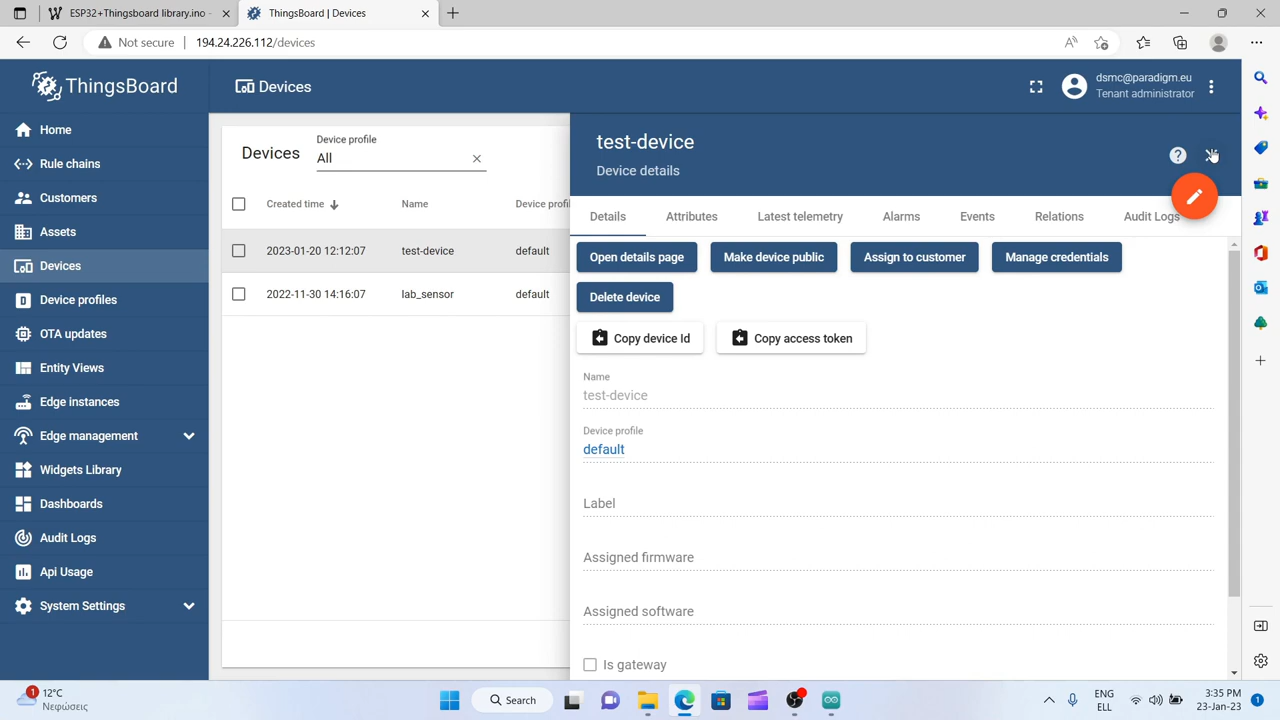 ESP32+Thingsboard library.ino -
ThingsBoard | Devices
Not secure
194.24.226.112/devices
ThingsBoard
Devices
dsmc@paradigm.eu
Tenant administrator
Home
Rule chains
Customers
Assets
Devices
Device profiles
OTA updates
Entity Views
Edge instances
Edge management
Widgets Library
Dashboards
Audit Logs
Api Usage
System Settings
Devices
Device profile
All
Created time
Name
Device profil
2023-01-20 12:12:07
test-device
default
2022-11-30 14:16:07
lab_sensor
default
test-device
Device details
Details
Attributes
Latest telemetry
Alarms
Events
Relations
Audit Logs
Open details page
Make device public
Assign to customer
Manage credentials
Delete device
Copy device Id
Copy access token
Name
test-device
Device profile
default
Label
Assigned firmware
Assigned software
Is gateway
1
12°C
Νεφώσεις
Search
ENG
ΕLL
3:35 PM
23-Jan-23
1